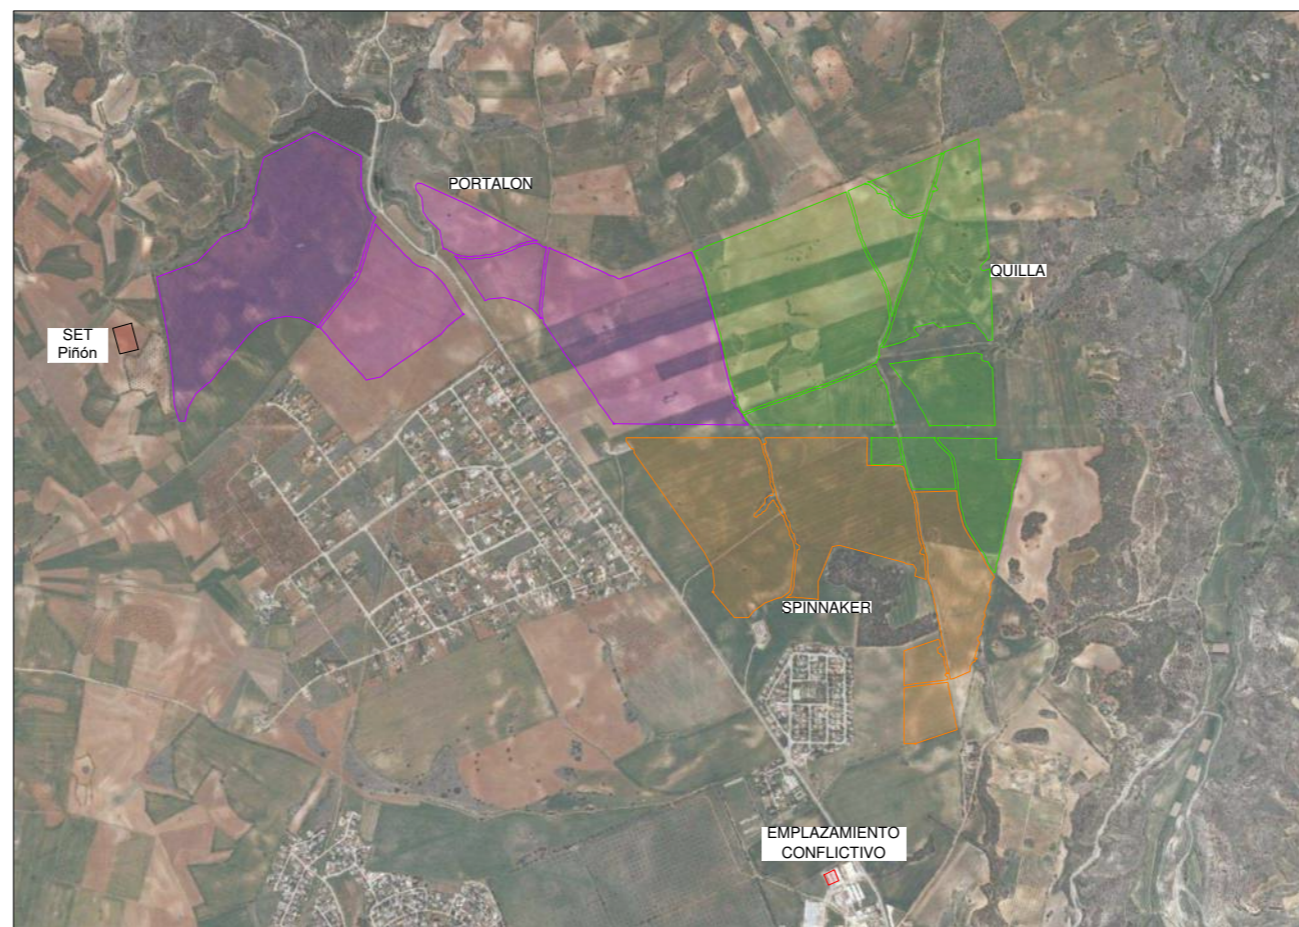 PORTALON
QUILLA
SET
Piñón
SPINNAKER
EMPLAZAMIENTO
CONFLICTIVO